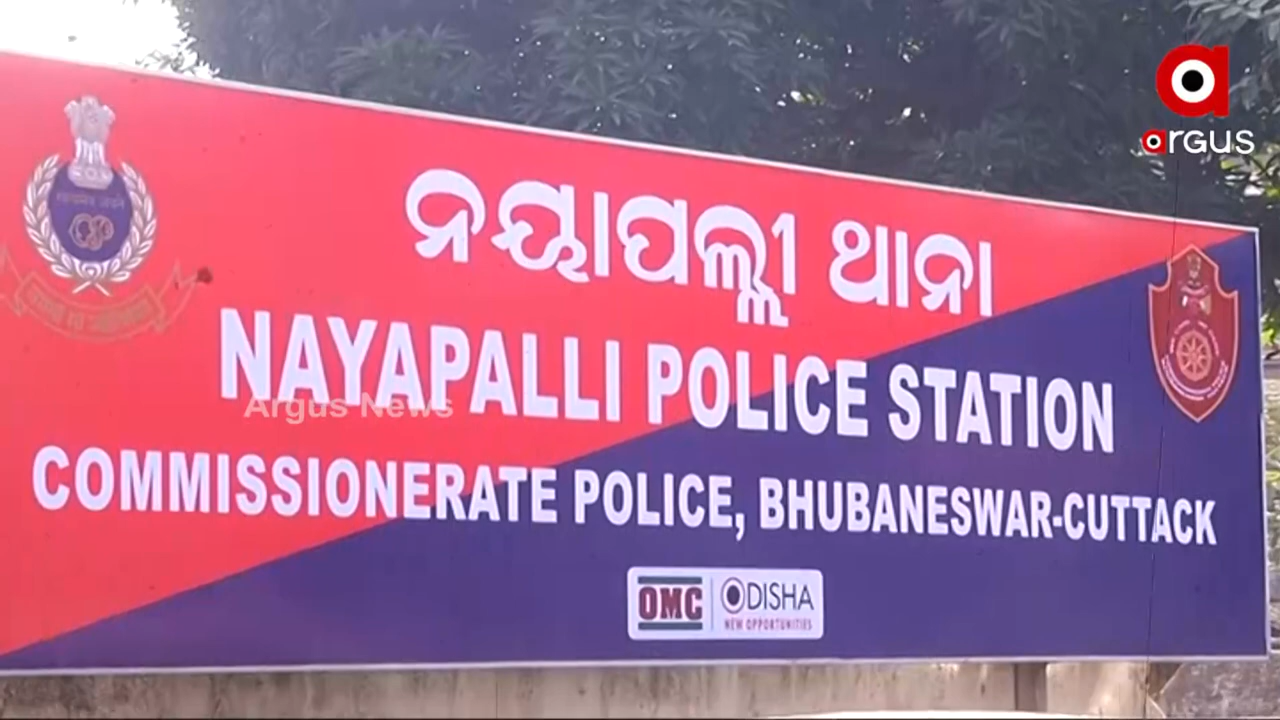 argus
ନୟାପଲ୍ଲୀ ଥାନା
NAYAPALLI POLICE STATION
Argus News
COMMISSIONERATE POLICE, BHUBANESWAR-CUTTACK
OMC ODISHA
NEW OPPORTUNITIES